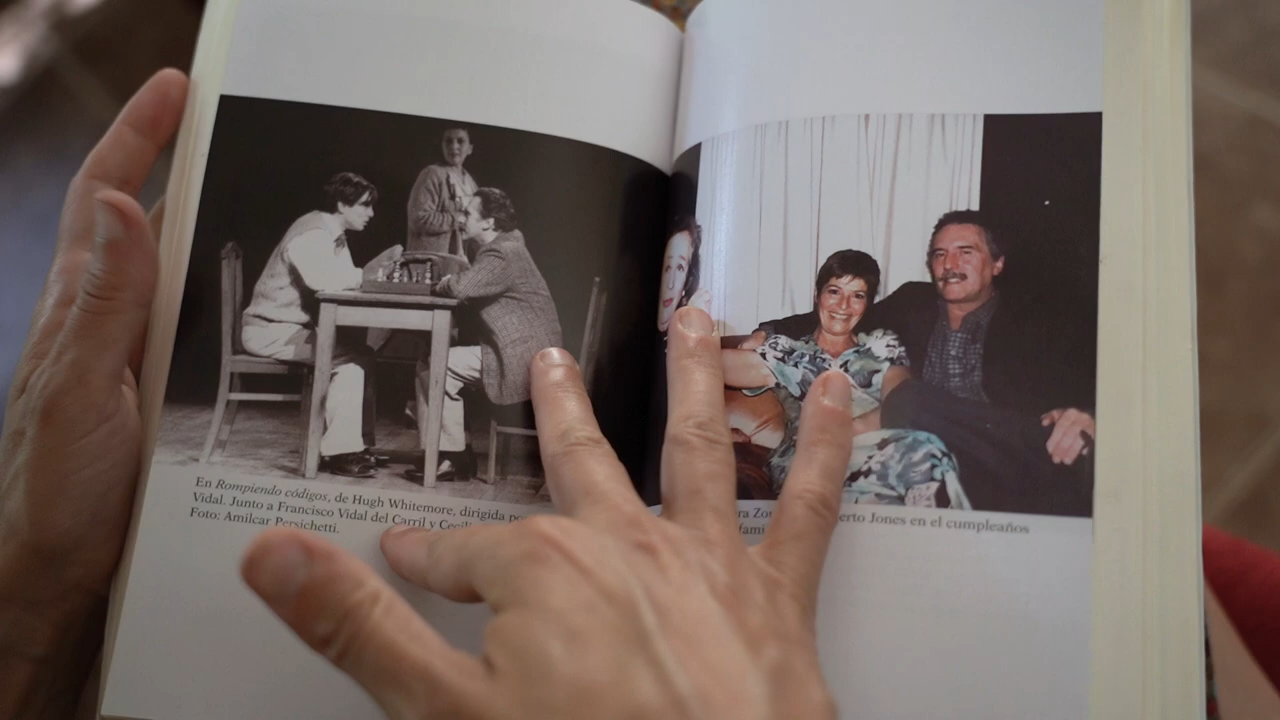 En Rompiendo códigos, de Hugh Whitemore, dirigida
Vidal. Junto a Francisco Vidal del Carril y
Foto: Amilcar Persichetti.
Jones en el cumpleaños